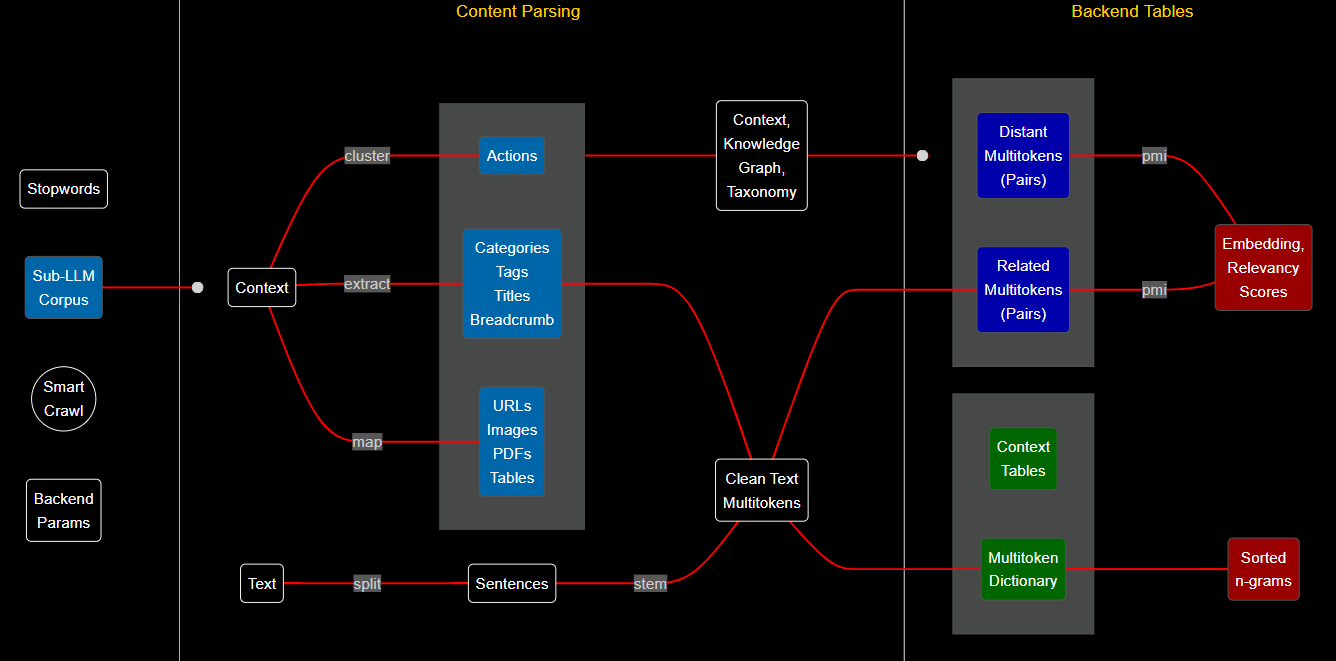 Content Parsing
Backend Tables
Stopwords
Sub-LLM
Corpus
Smart
Crawl
Backend
Params
Context
cluster
extract
map
Actions
Categories
Tags
Titles
Breadcrumb
URLs
Images
PDFs
Tables
Text
split
Sentences
stem
Context,
Knowledge
Graph,
Taxonomy
Clean Text
Multitokens
Distant
Multitokens
(Pairs)
pmi
Related
Multitokens
(Pairs)
pmi
Embedding,
Relevancy
Scores
Context
Tables
Multitoken
Dictionary
Sorted
n-grams